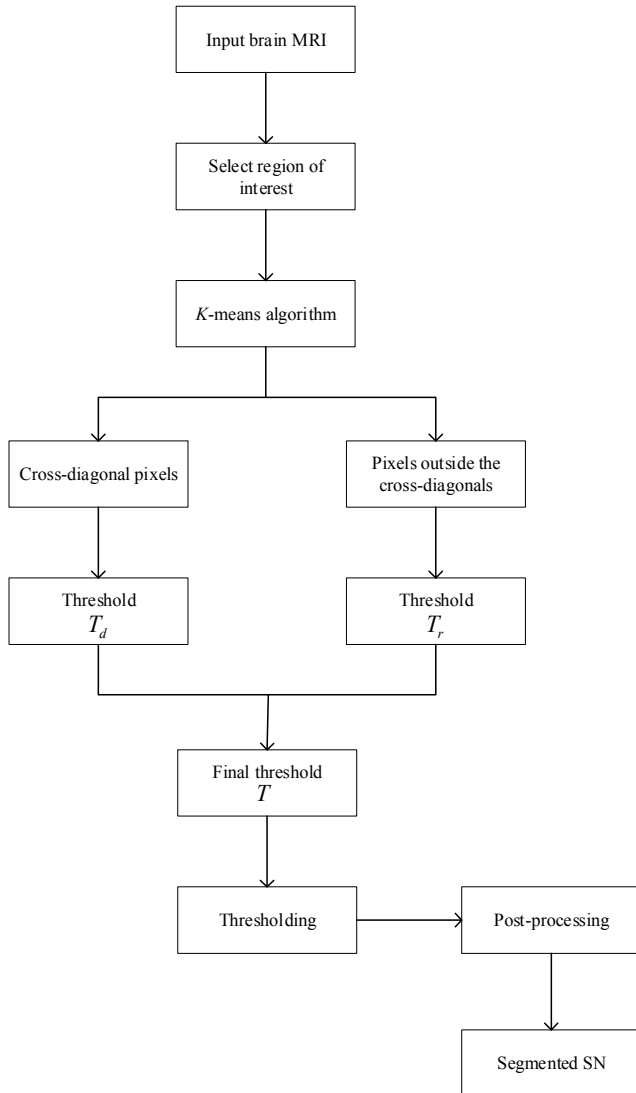 Input brain MRI
Select region of
interest
K-means algorithm
Cross-diagonal pixels
Pixels outside the
cross-diagonals
Threshold
T_d
Threshold
T_r
Final threshold
T
Thresholding
Post-processing
Segmented SN